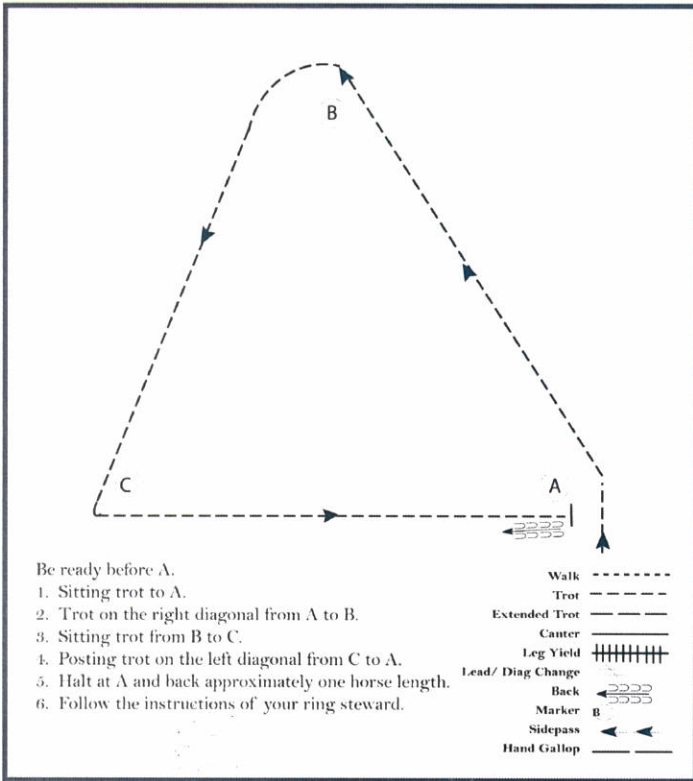 B
C
A
Be ready before A.
1. Sitting trot to A.
2. Trot on the right diagonal from A to B.
3. Sitting trot from B to C.
4. Posting trot on the left diagonal from C to A.
5. Halt at A and back approximately one horse length.
6. Follow the instructions of your ring steward.
Walk
Trot
Extended Trot
Canter
Leg Yield
Lead/ Diag Change
Back
Marker B
Sidepass
Hand Gallop